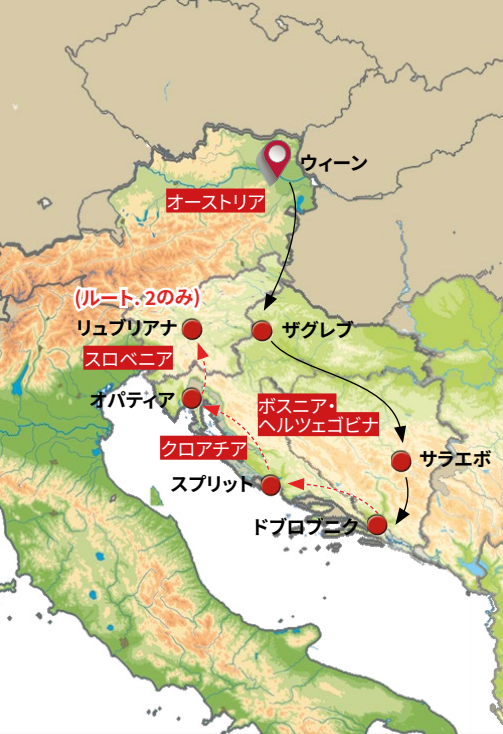 ウィーン
オーストリア
(ルート. 2のみ)
リュブリアナ
ザグレブ
スロベニア
オパティア
ボスニア・
ヘルツェゴビナ
クロアチア
サラエボ
スプリット
ドブロブニク